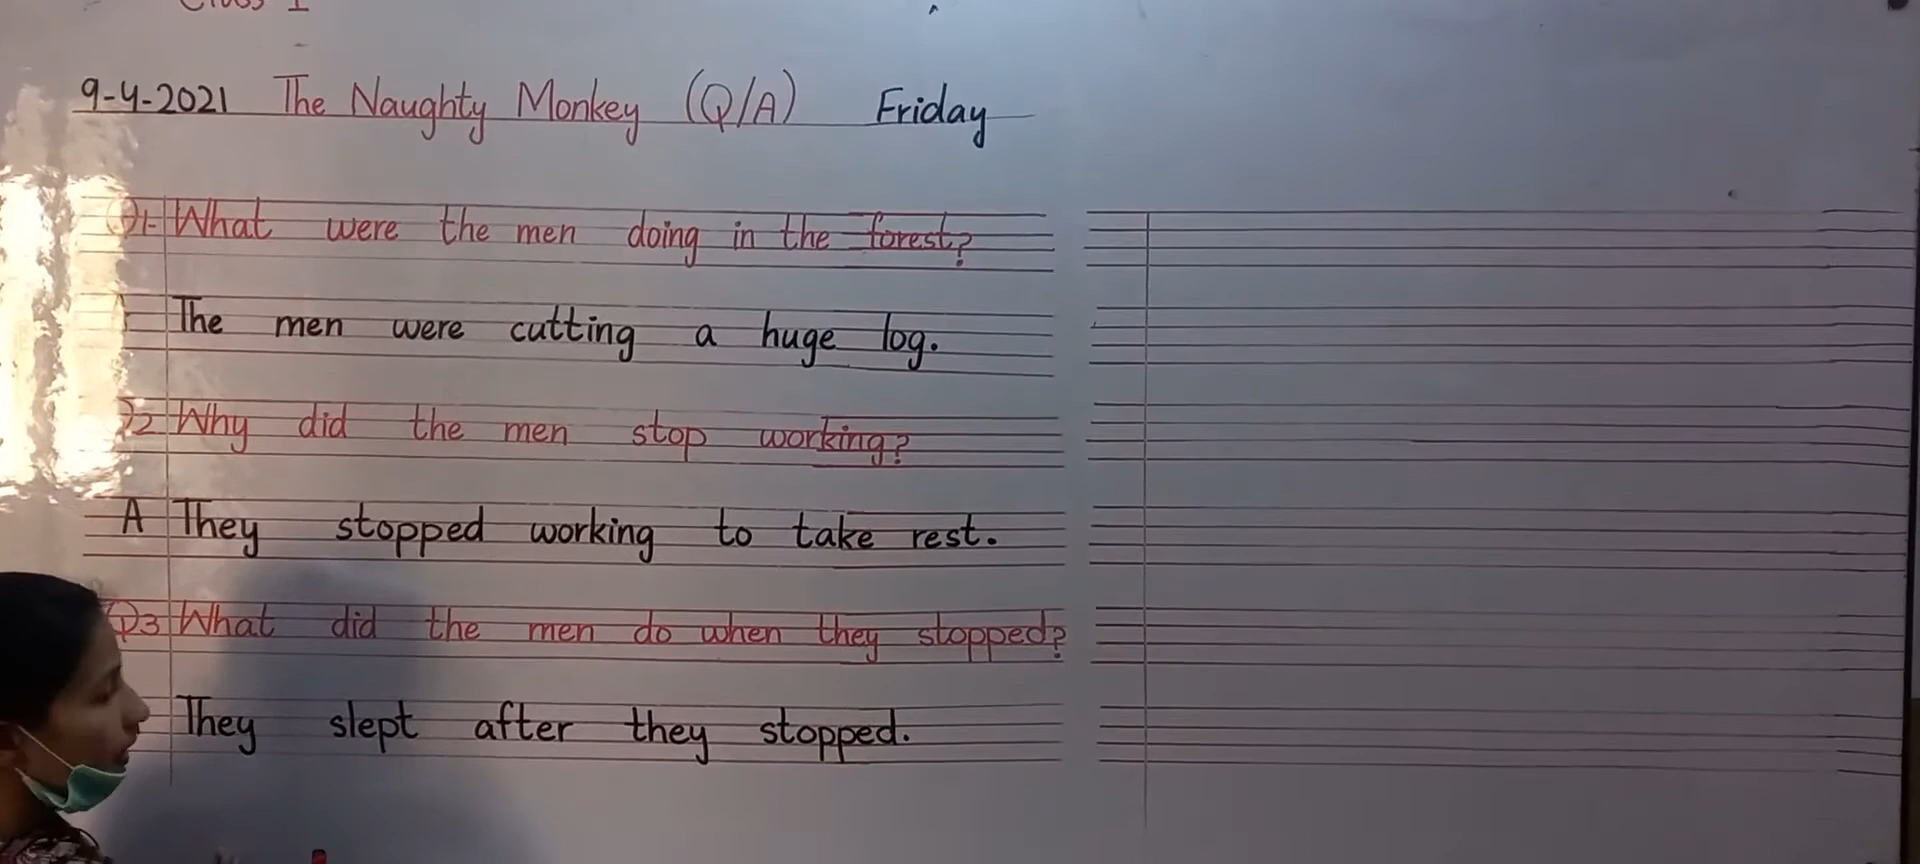 Class I
9-4-2021 The Naughty Monkey (Q/A) Friday
Q1- What were the men doing in the forest?
A The men were cutting a huge log.
Q2 Why did the men stop working?
A They stopped working to take rest.
Q3 What did the men do when they stopped?
They slept after they stopped.